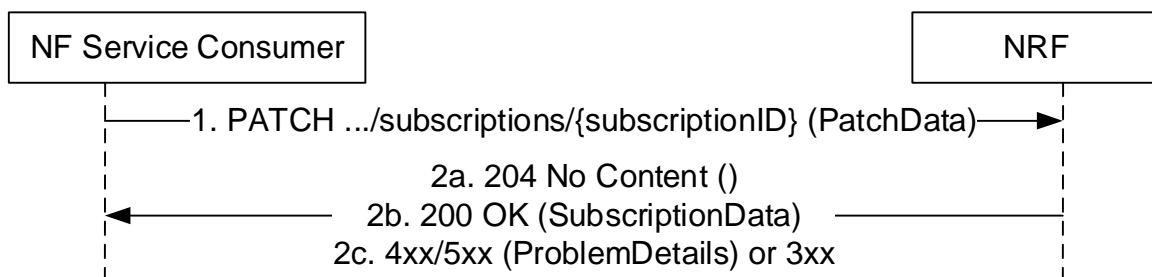 NF Service Consumer
NRF
1. PATCH .../subscriptions/{subscriptionID} (PatchData)
2a. 204 No Content ()
2b. 200 OK (SubscriptionData)
2c. 4xx/5xx (ProblemDetails) or 3xx